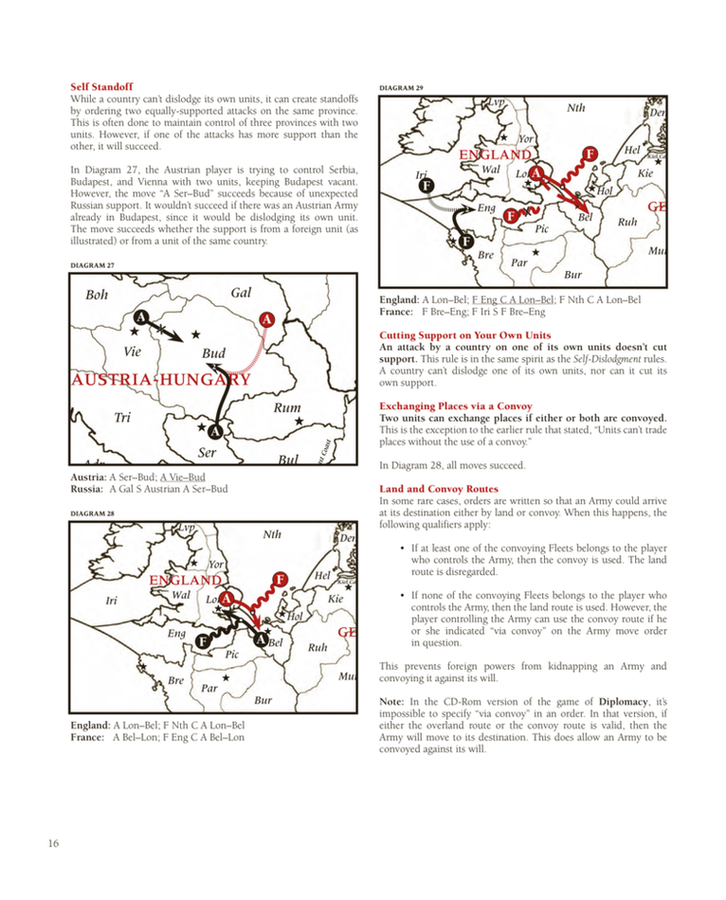 Self Standoff
While a country can't dislodge its own units, it can create standoffs
by ordering two equally-supported attacks on the same province.
This is often done to maintain control of three provinces with two
units. However, if one of the attacks has more support than the
other, it will succeed.
In Diagram 27, the Austrian player is trying to control Serbia,
Budapest, and Vienna with two units, keeping Budapest vacant.
However, the move "A Ser–Bud" succeeds because of unexpected
Russian support. It wouldn't succeed if there was an Austrian Army
already in Budapest, since it would be dislodging its own unit.
The move succeeds whether the support is from a foreign unit (as
illustrated) or from a unit of the same country.
DIAGRAM 27
Boh
Gal
A
A
Vie
Bud
AUSTRIA-HUNGARY
Tri
Rum
A
Ser
Bul
Austria: A Ser–Bud; A Vie–Bud
Russia: A Gal S Austrian A Ser–Bud
DIAGRAM 28
Lvp
Nth
Den
Yor
ENGLAND
Hel
Kiel Ca
Iri
Wal
Lo
A
F
Kie
Hol
Eng
F
A
Bel
GE
Pic
Ruh
Bre
Par
Mu
Bur
England: A Lon–Bel; F Nth C A Lon–Bel
France: A Bel–Lon; F Eng C A Bel–Lon
DIAGRAM 29
Lvp
Nth
Den
Yor
ENGLAND
F
Hel
Kiel Ca
Iri
Wal
Lo
A
Kie
F
Hol
Eng
F
Bel
GE
Pic
Ruh
F
Bre
Par
Mu
Bur
England: A Lon–Bel; F Eng C A Lon–Bel; F Nth C A Lon–Bel
France: F Bre–Eng; F Iri S F Bre–Eng
Cutting Support on Your Own Units
An attack by a country on one of its own units doesn't cut
support. This rule is in the same spirit as the Self-Dislodgment rules.
A country can't dislodge one of its own units, nor can it cut its
own support.
Exchanging Places via a Convoy
Two units can exchange places if either or both are convoyed.
This is the exception to the earlier rule that stated, "Units can't trade
places without the use of a convoy."
In Diagram 28, all moves succeed.
Land and Convoy Routes
In some rare cases, orders are written so that an Army could arrive
at its destination either by land or convoy. When this happens, the
following qualifiers apply:
• If at least one of the convoying Fleets belongs to the player
who controls the Army, then the convoy is used. The land
route is disregarded.
• If none of the convoying Fleets belongs to the player who
controls the Army, then the land route is used. However, the
player controlling the Army can use the convoy route if he
or she indicated "via convoy" on the Army move order
in question.
This prevents foreign powers from kidnapping an Army and
convoying it against its will.
Note: In the CD-Rom version of the game of Diplomacy, it's
impossible to specify "via convoy" in an order. In that version, if
either the overland route or the convoy route is valid, then the
Army will move to its destination. This does allow an Army to be
convoyed against its will.
16